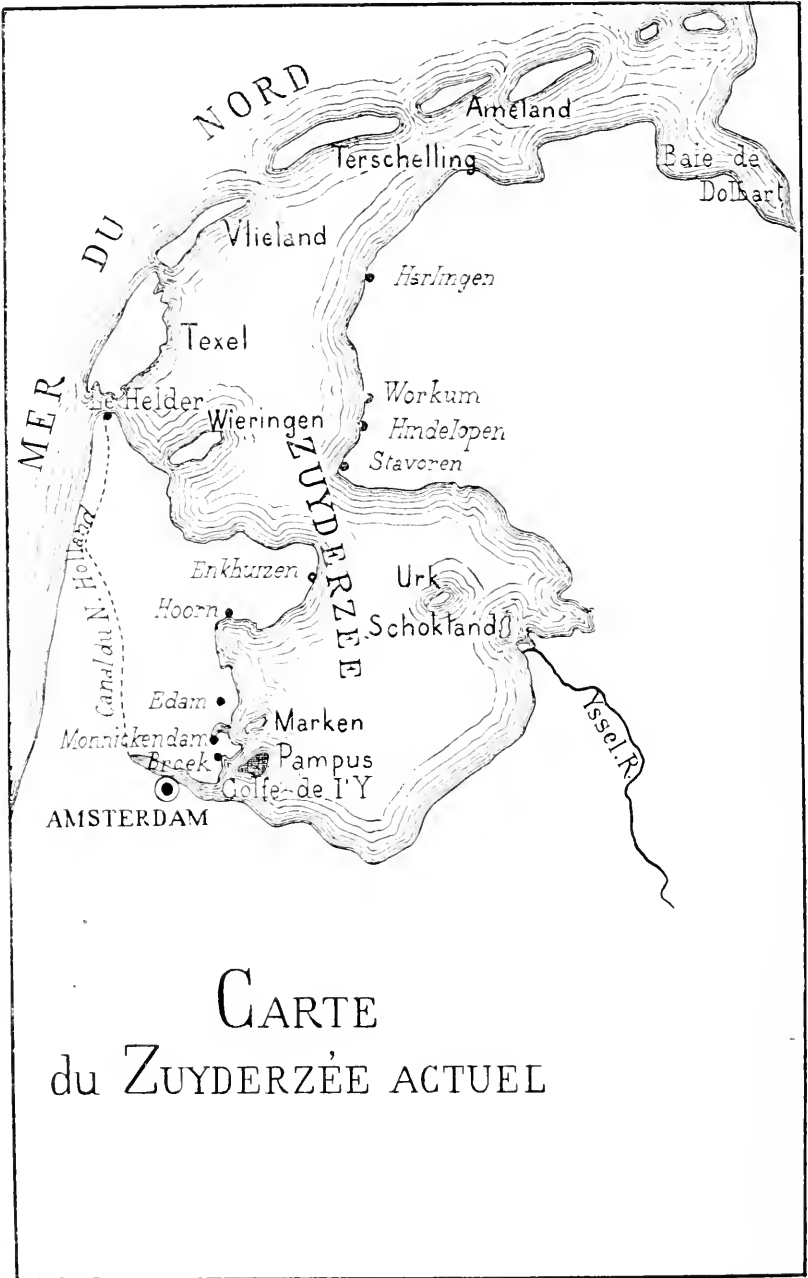 MER DU NORD
Ameland
Terschelling
Baie de
Dollart
Vlieland
Harlingen
Texel
Le Helder
Wieringen
Workum
Hindelopen
Stavoren
ZUYDERZEE
Canal du N. Holland
Enkhuizen
Urk
Hoorn
Schokland
Edam
Marken
Monnickendam
Broek
Pampus
Golfe de l'Y
Yssel. R.
AMSTERDAM
CARTE
du ZUYDERZÉE ACTUEL